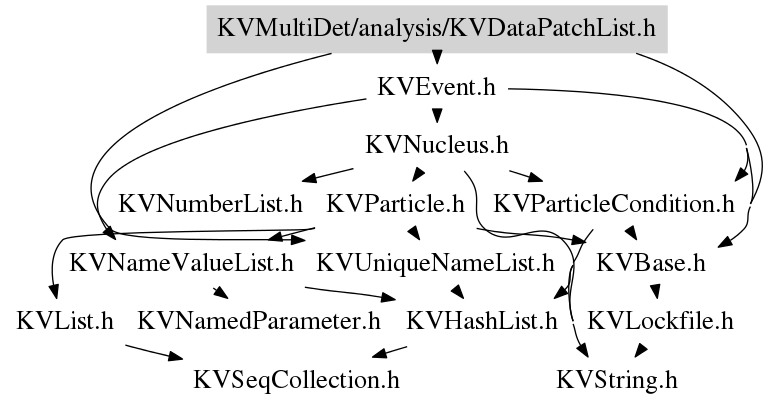 KVMultiDet/analysis/KVDataPatchList.h
KVEvent.h
KVNucleus.h
KVNumberList.h KVParticle.h KVParticleCondition.h
KVNameValueList.h KVUniqueNameList.h KVBase.h
KVList.h KVNamedParameter.h KVHashList.h KVLockfile.h
KVSeqCollection.h KVString.h